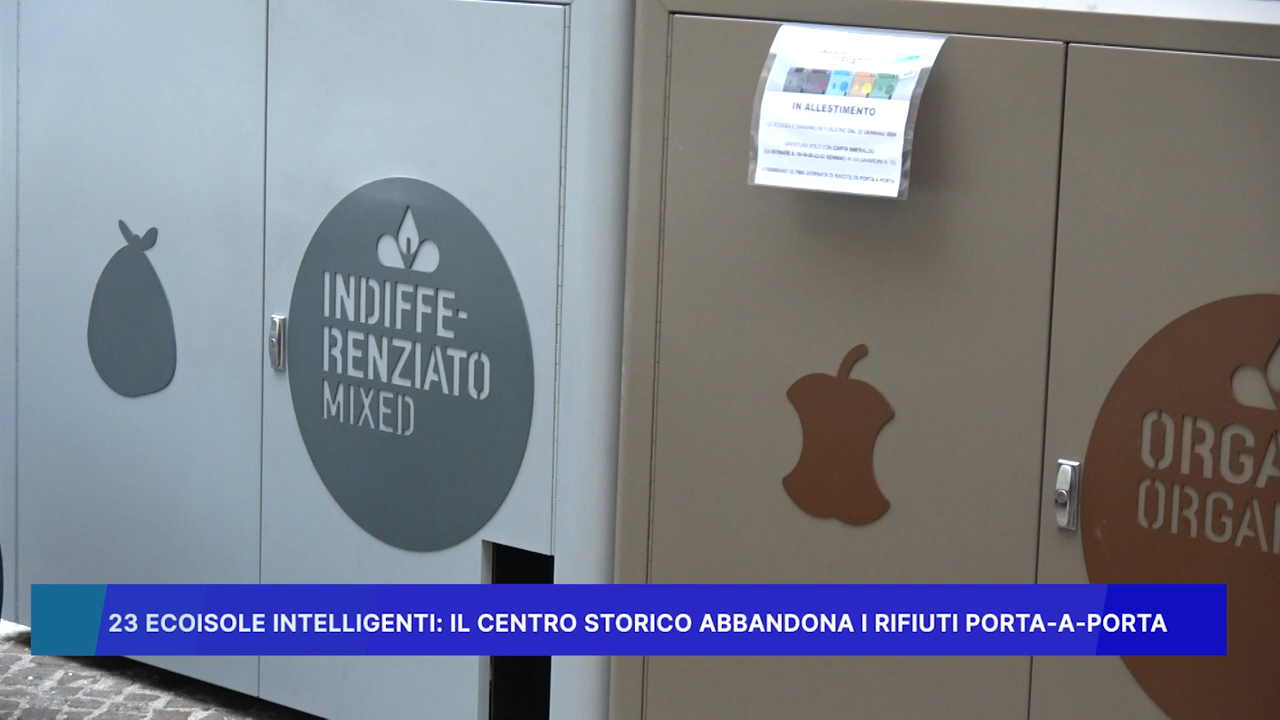 IN ALLESTIMENTO
INDIFFE-
RENZIATO
MIXED
ORGA
ORGA
23 ECOISOLE INTELLIGENTI: IL CENTRO STORICO ABBANDONA I RIFIUTI PORTA-A-PORTA